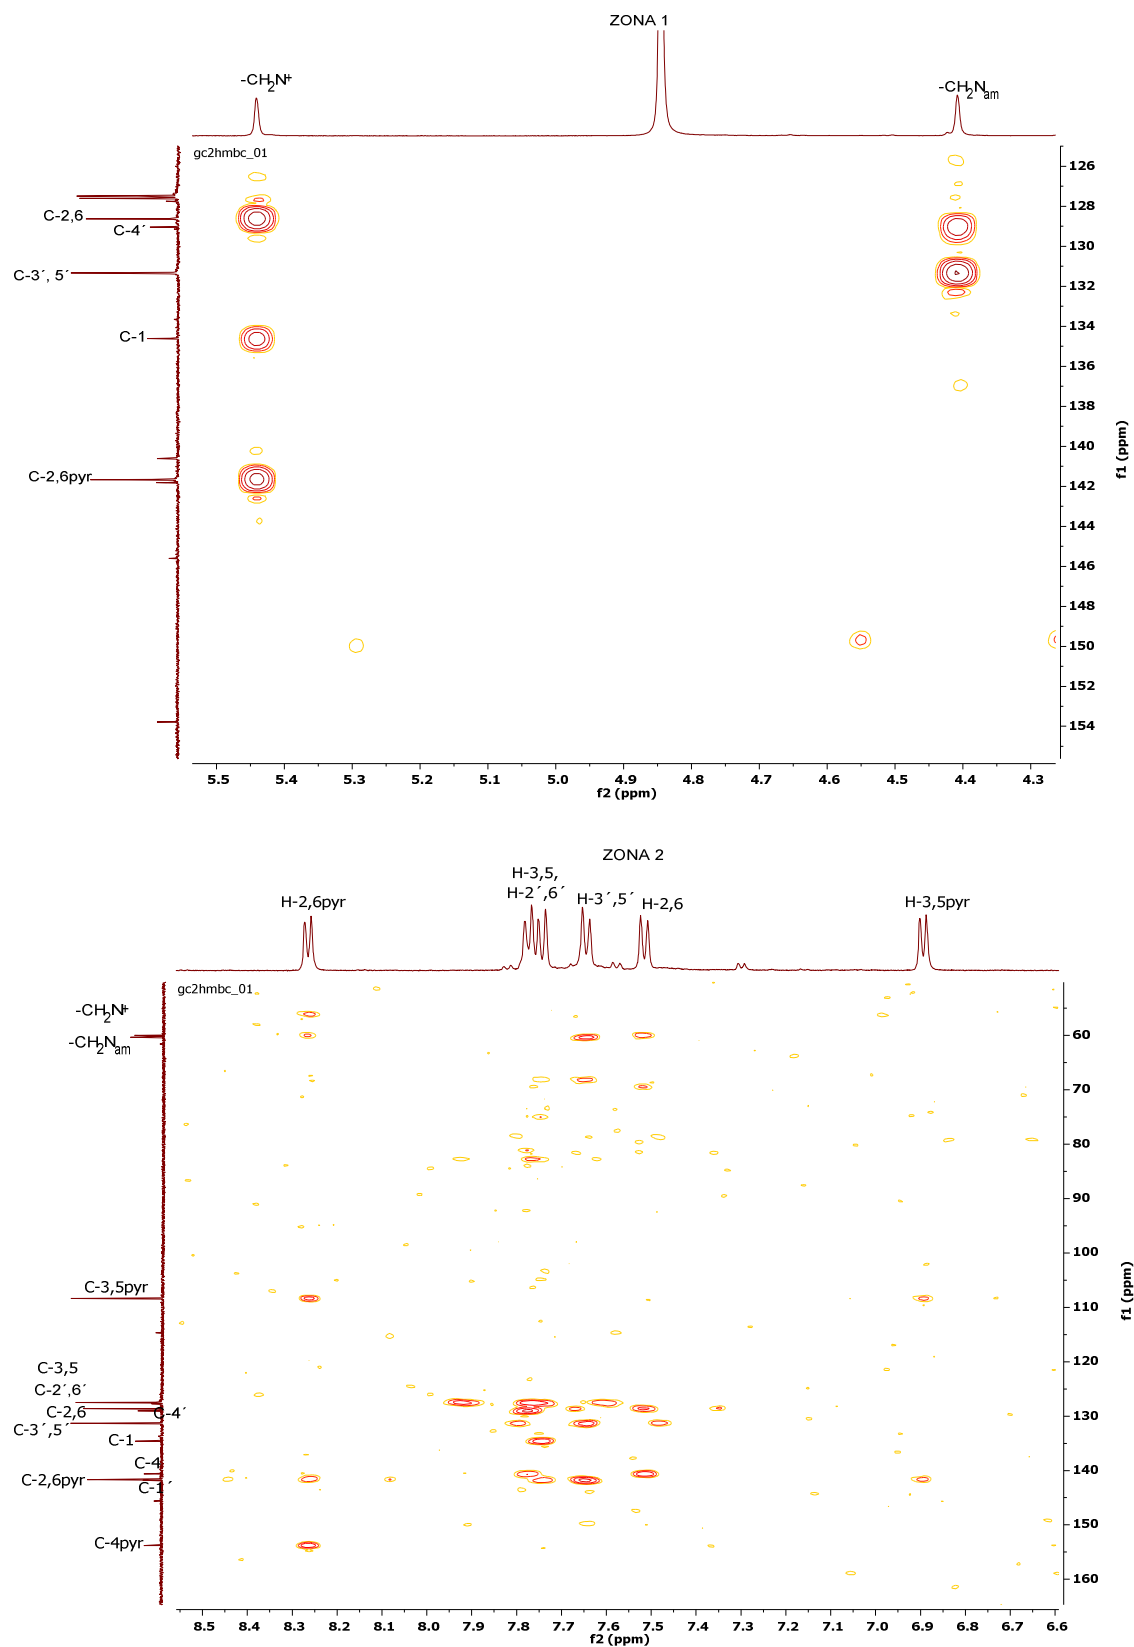 ZONA 1
-CH2N+
-CH2Nam
gc2hmbc_01
C-2,6
C-4´
C-3´, 5´
C-1
C-2,6pyr
126
128
130
132
134
136
138
140
142
144
146
148
150
152
154
f1 (ppm)
5.5 5.4 5.3 5.2 5.1 5.0 4.9 4.8 4.7 4.6 4.5 4.4 4.3
f2 (ppm)
ZONA 2
H-2,6pyr
H-3,5,
H-2´,6´
H-3´,5´
H-2,6
H-3,5pyr
gc2hmbc_01
-CH2N+
-CH2Nam
C-3,5pyr
C-3,5
C-2´,6´
C-2,6
C-4´
C-3´,5´
C-1
C-4
C-2,6pyr
C-1´
C-4pyr
60
70
80
90
100
110
120
130
140
150
160
f1 (ppm)
8.5 8.4 8.3 8.2 8.1 8.0 7.9 7.8 7.7 7.6 7.5 7.4 7.3 7.2 7.1 7.0 6.9 6.8 6.7 6.6
f2 (ppm)